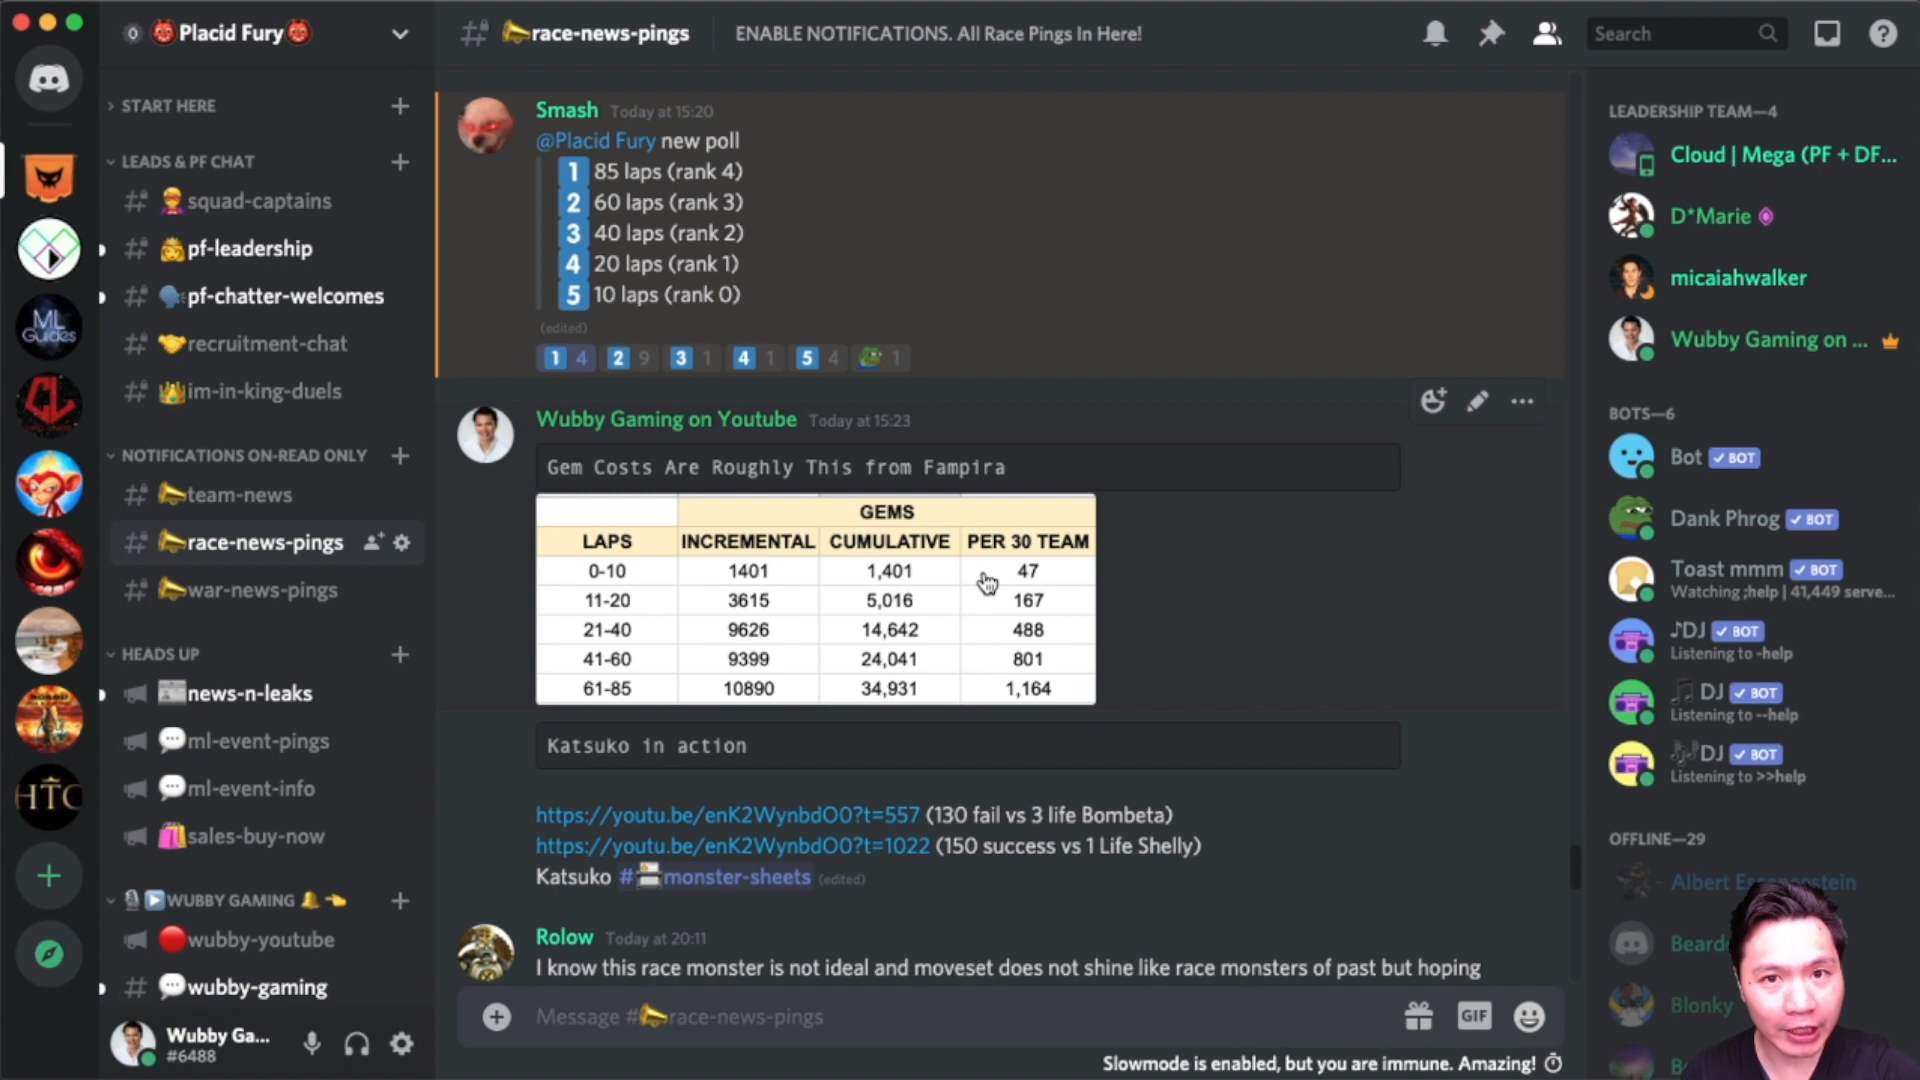 Placid Fury
START HERE
LEADS & PF CHAT
squad-captains
pf-leadership
pf-chatter-welcomes
recruitment-chat
im-in-king-duels
NOTIFICATIONS ON-READ ONLY
team-news
race-news-pings
war-news-pings
HEADS UP
news-n-leaks
ml-event-pings
ml-event-info
sales-buy-now
WUBBY GAMING
wubby-youtube
wubby-gaming
Wubby Ga...
#6488
ML
Guides
CL
HTC
race-news-pings
ENABLE NOTIFICATIONS. All Race Pings In Here!
Search
Smash Today at 15:20
@Placid Fury new poll
1 85 laps (rank 4)
2 60 laps (rank 3)
3 40 laps (rank 2)
4 20 laps (rank 1)
5 10 laps (rank 0)
(edited)
1 4 2 9 3 1 4 1 5 4 1
Wubby Gaming on Youtube Today at 15:23
Gem Costs Are Roughly This from Fampira
GEMS
LAPS INCREMENTAL CUMULATIVE PER 30 TEAM
0-10 1401 1,401 47
11-20 3615 5,016 167
21-40 9626 14,642 488
41-60 9399 24,041 801
61-85 10890 34,931 1,164
Katsuko in action
https://youtu.be/enK2WynbdO0?t=557 (130 fail vs 3 life Bombeta)
https://youtu.be/enK2WynbdO0?t=1022 (150 success vs 1 Life Shelly)
Katsuko #monster-sheets (edited)
Rolow Today at 20:11
I know this race monster is not ideal and moveset does not shine like race monsters of past but hoping
Message #race-news-pings
GIF
Slowmode is enabled, but you are immune. Amazing!
LEADERSHIP TEAM—4
Cloud | Mega (PF + DF...
D*Marie
micaiahwalker
Wubby Gaming on ...
BOTS—6
Bot ✓ BOT
Dank Phrog ✓ BOT
Toast mmm ✓ BOT
Watching ;help | 41,449 serve...
♪DJ ✓ BOT
Listening to -help
DJ ✓ BOT
Listening to --help
DJ ✓ BOT
Listening to >>help
OFFLINE—29
Blonky